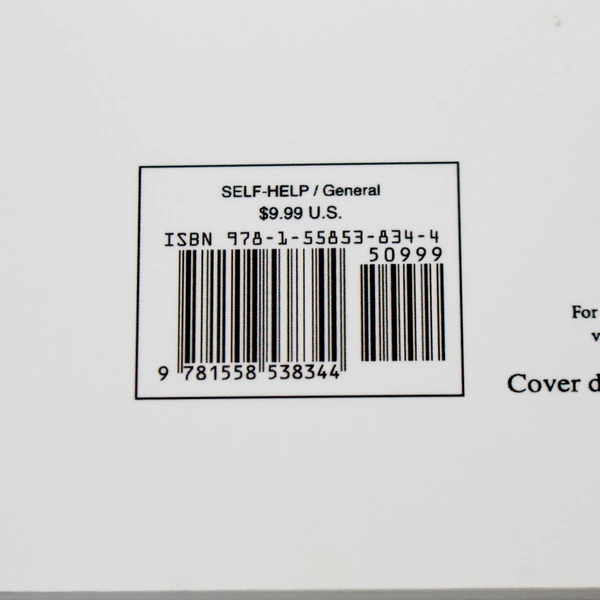 SELF-HELP / General
$9.99 U.S.
ISBN 978-1-55853-834-4
50999
9 781558 538344
For
v
Cover d